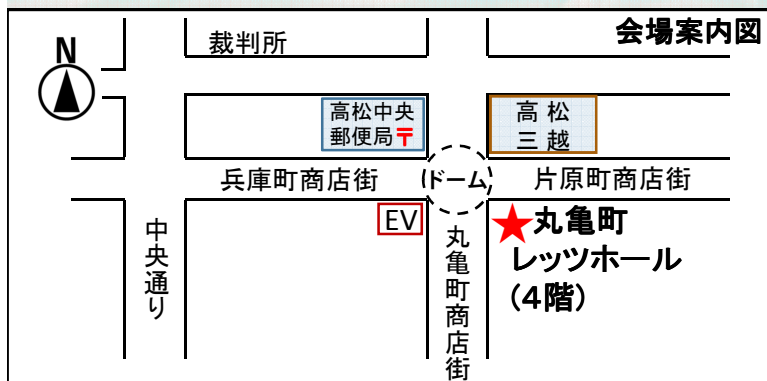 会場案内図
N
裁判所
高松中央
郵便局〒
高松
三越
兵庫町商店街
ドーム
片原町商店街
中央通り
EV
丸亀町商店街
★丸亀町
レッツホール
(4階)